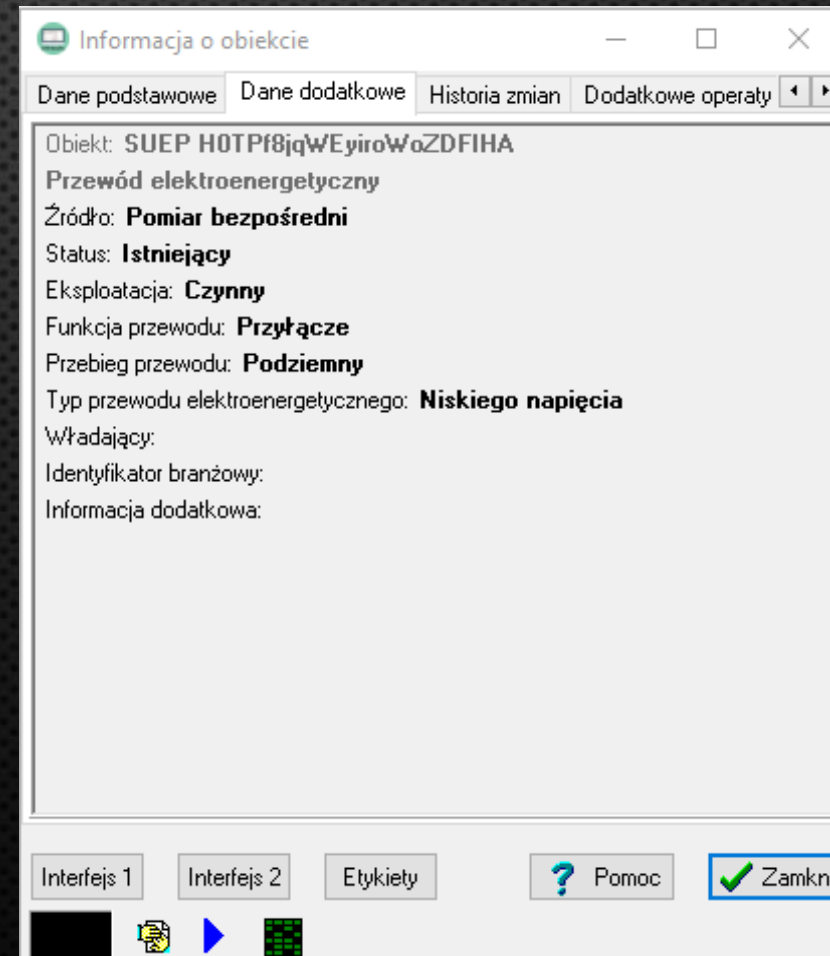 Informacja o obiekcie
Dane podstawowe Dane dodatkowe Historia zmian Dodatkowe operaty
Obiekt: SUEP H0TPf8jqWEyiroWoZDFIHA
Przewód elektroenergetyczny
Źródło: Pomiar bezpośredni
Status: Istniejący
Eksploatacja: Czynny
Funkcja przewodu: Przyłącze
Przebieg przewodu: Podziemny
Typ przewodu elektroenergetycznego: Niskiego napięcia
Władający:
Identyfikator branżowy:
Informacja dodatkowa:
Interfejs 1 Interfejs 2 Etykiety ? Pomoc Zamkn